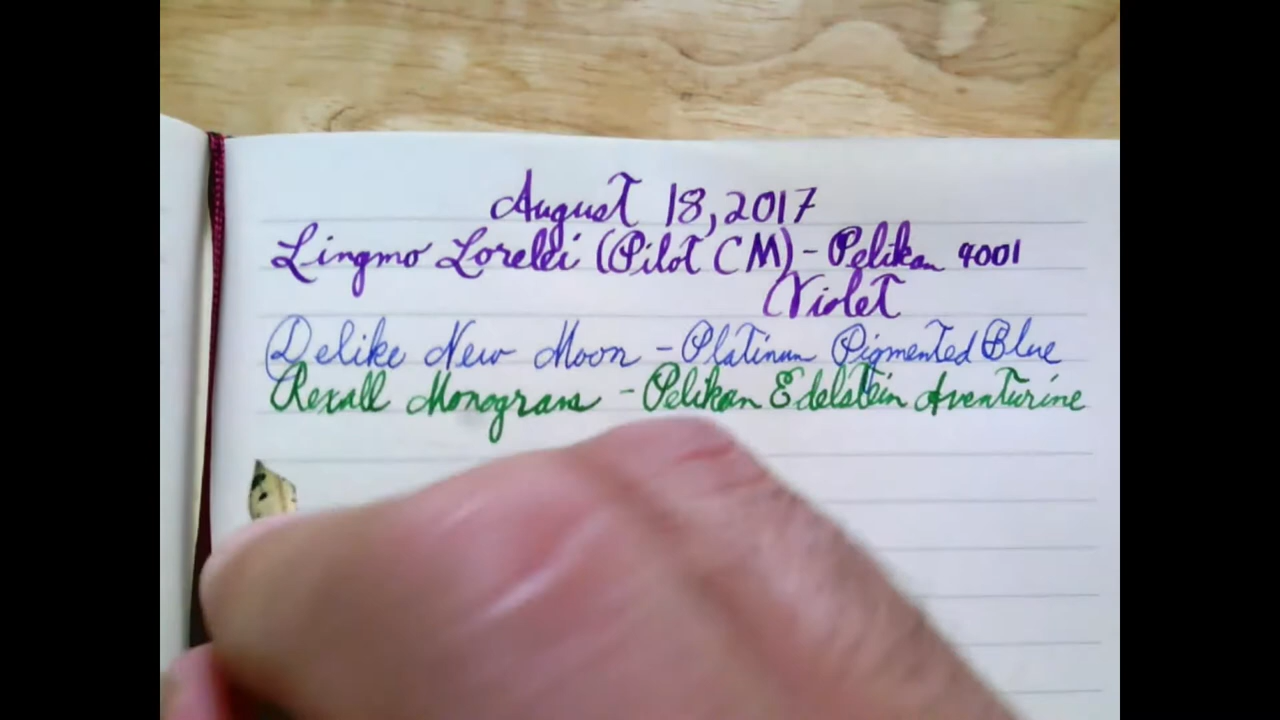 August 18, 2017
Lingmo Lorelei (Pilot CM) - Pelikan 4001
Violet
Delike New Moon - Platinum Pigmented Blue
Rexall Monogram - Pelikan Edelstein Aventurine